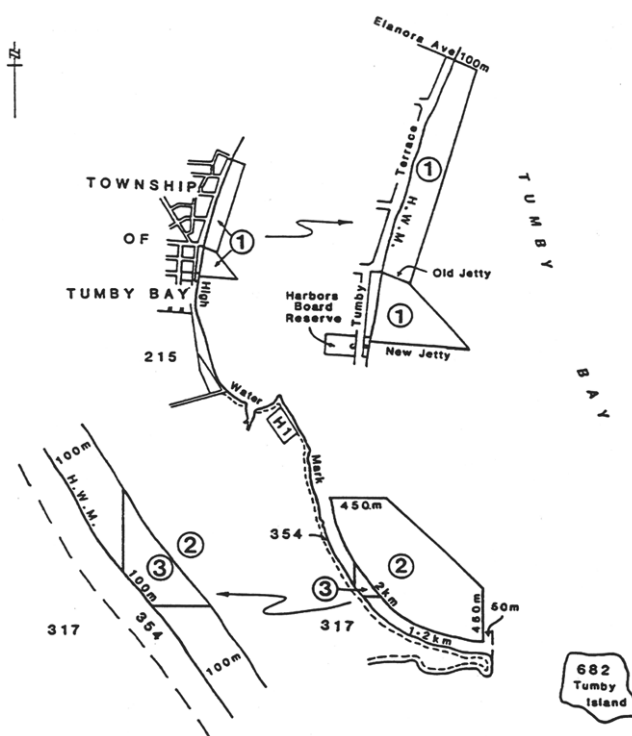 N
Elanora Ave
100m
Terrace
1
H.W.M.
TOWNSHIP
OF
TUMBY BAY
1
High
TUMBY
BAY
Old Jetty
Harbors
Board
Reserve
Tumby
1
New Jetty
215
Water
H1
Mark
100m
H.W.M.
2
3
100m
354
317
100m
450m
354
2
3
2km
317
1·2km
450m
50m
682
Tumby
Island